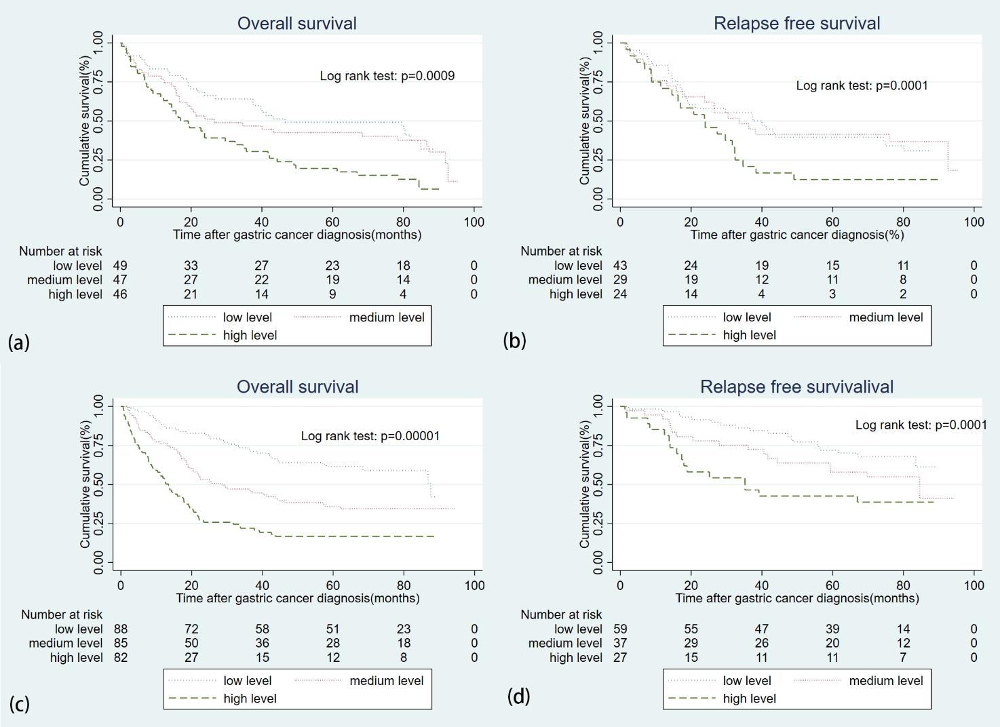 Overall survival
Cumulative survival(%)
0.00 0.25 0.50 0.75 1.00
Log rank test: p=0.0009
0 20 40 60 80 100
Time after gastric cancer diagnosis(months)
Number at risk
low level 49 33 27 23 18 0
medium level 47 27 22 19 14 0
high level 46 21 14 9 4 0
low level medium level
high level
(a)
Relapse free survival
Cumulative survival(%)
0.00 0.25 0.50 0.75 1.00
Log rank test: p=0.0001
0 20 40 60 80 100
Time after gastric cancer diagnosis(%)
Number at risk
low level 43 24 19 15 11 0
medium level 29 19 12 11 8 0
high level 24 14 4 3 2 0
low level medium level
high level
(b)
Overall survival
Cumulative survival(%)
0.00 0.25 0.50 0.75 1.00
Log rank test: p=0.00001
0 20 40 60 80 100
Time after gastric cancer diagnosis(months)
Number at risk
low level 88 72 58 51 23 0
medium level 85 50 36 28 18 0
high level 82 27 15 12 8 0
low level medium level
high level
(c)
Relapse free survivalival
Cumulative survival(%)
0.00 0.25 0.50 0.75 1.00
Log rank test: p=0.0001
0 20 40 60 80 100
Time after gastric cancer diagnosis(months)
Number at risk
low level 59 55 47 39 14 0
medium level 37 29 26 20 12 0
high level 27 15 11 11 7 0
low level medium level
high level
(d)